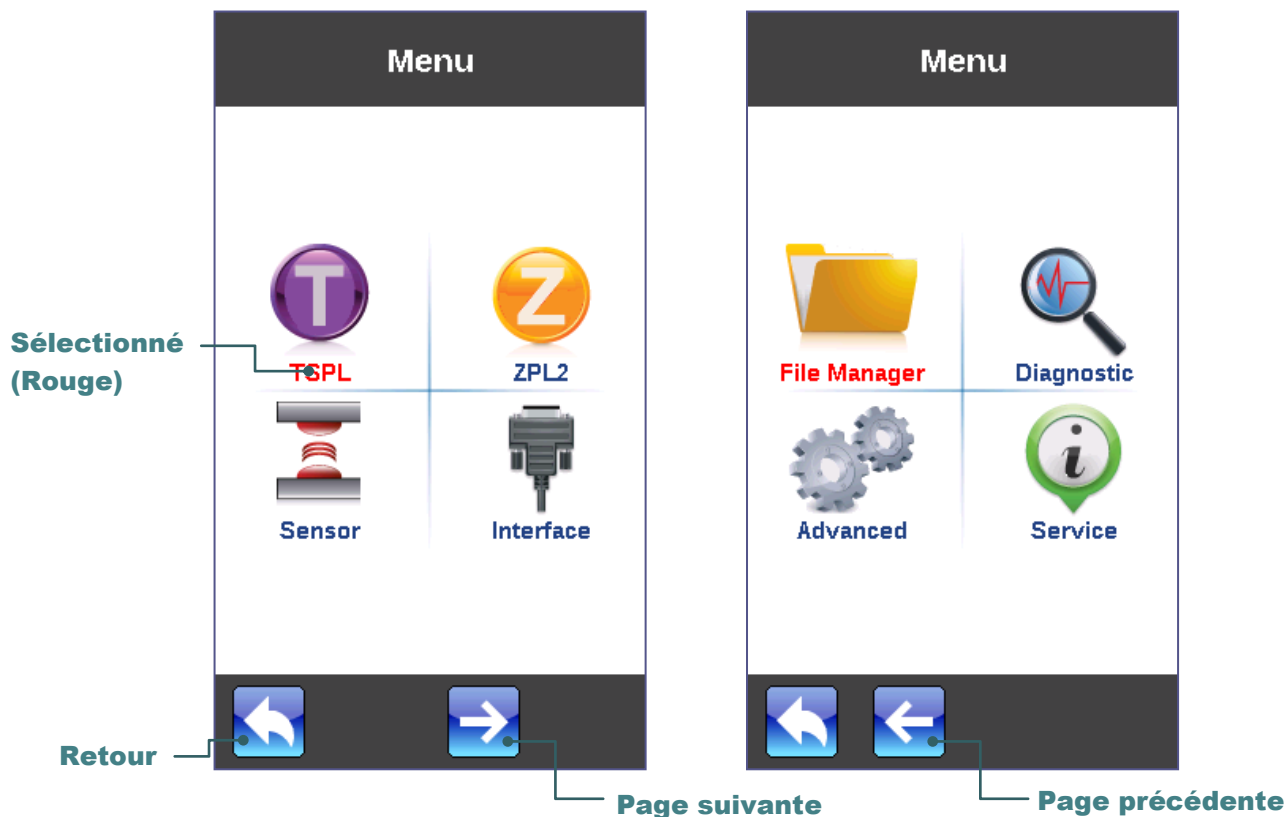 Menu
Menu
T
Z
Sélectionné
(Rouge)
TSPL
ZPL2
File Manager
Diagnostic
i
Sensor
Interface
Advanced
Service
Retour
Page suivante
Page précédente